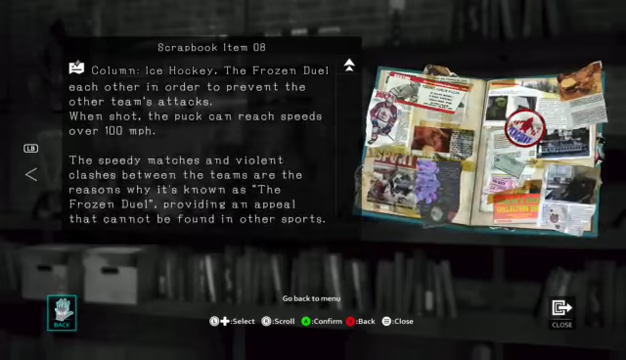 Scrapbook Item 08
Column: Ice Hockey, The Frozen Duel
each other in order to prevent the
other team's attacks.
When shot, the puck can reach speeds
over 100 mph.
The speedy matches and violent
clashes between the teams are the
reasons why it's known as "The
Frozen Duel", providing an appeal
that cannot be found in other sports.
LB
BACK
Go back to menu
:Select :Scroll A:Confirm :Back :Close
CLOSE